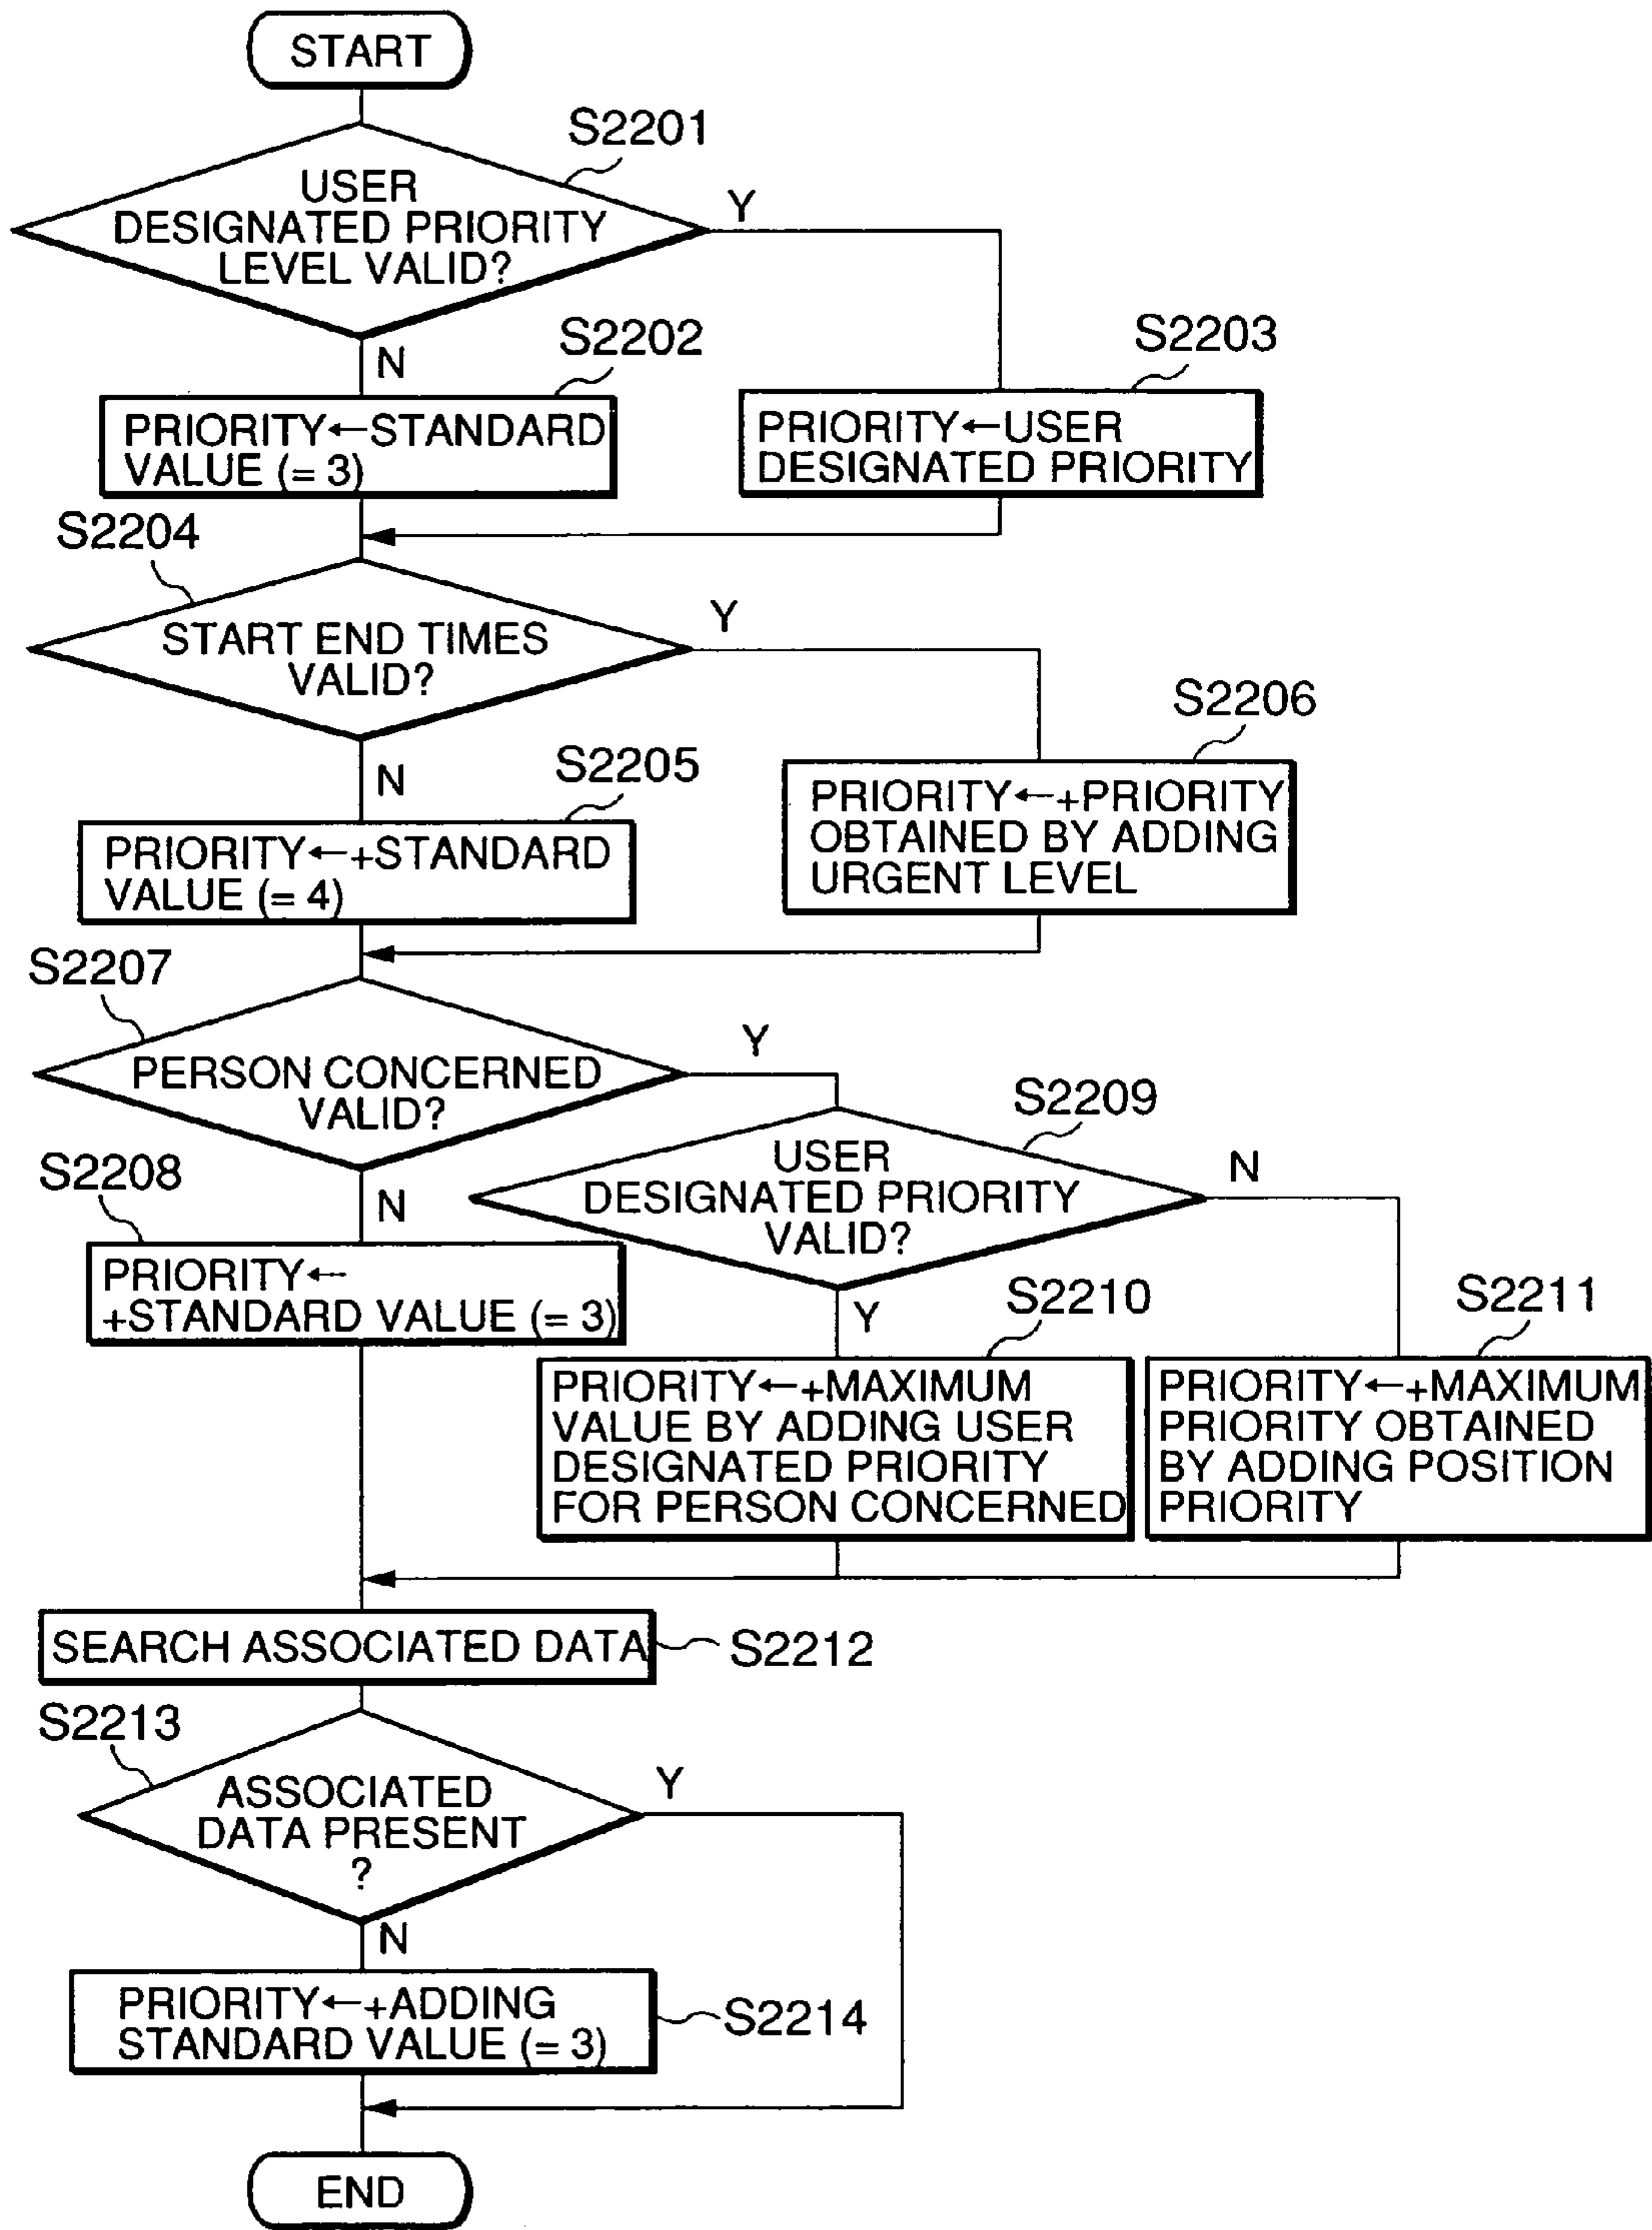 START
S2201
USER
DESIGNATED PRIORITY
LEVEL VALID?
Y
N
S2202
PRIORITY←STANDARD
VALUE (= 3)
S2203
PRIORITY←USER
DESIGNATED PRIORITY
S2204
START END TIMES
VALID?
Y
N
S2205
PRIORITY←+STANDARD
VALUE (= 4)
S2206
PRIORITY←+PRIORITY
OBTAINED BY ADDING
URGENT LEVEL
S2207
PERSON CONCERNED
VALID?
Y
N
S2208
PRIORITY←
+STANDARD VALUE (= 3)
S2209
USER
DESIGNATED PRIORITY
VALID?
N
Y
S2210
PRIORITY←+MAXIMUM
VALUE BY ADDING USER
DESIGNATED PRIORITY
FOR PERSON CONCERNED
S2211
PRIORITY←+MAXIMUM
PRIORITY OBTAINED
BY ADDING POSITION
PRIORITY
SEARCH ASSOCIATED DATA
S2212
S2213
ASSOCIATED
DATA PRESENT
?
Y
N
PRIORITY←+ADDING
STANDARD VALUE (= 3)
S2214
END